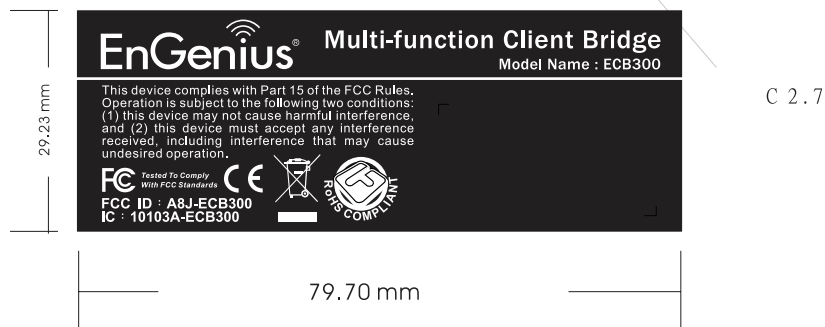 EnGenius®
Multi-function Client Bridge
Model Name : ECB300
This device complies with Part 15 of the FCC Rules.
Operation is subject to the following two conditions:
(1) this device may not cause harmful interference,
and (2) this device must accept any interference
received, including interference that may cause
undesired operation.
FC Tested To Comply
With FCC Standards
CE
RoHS COMPLIANT
FCC ID : A8J-ECB300
IC : 10103A-ECB300
29.23 mm
79.70 mm
C 2.7